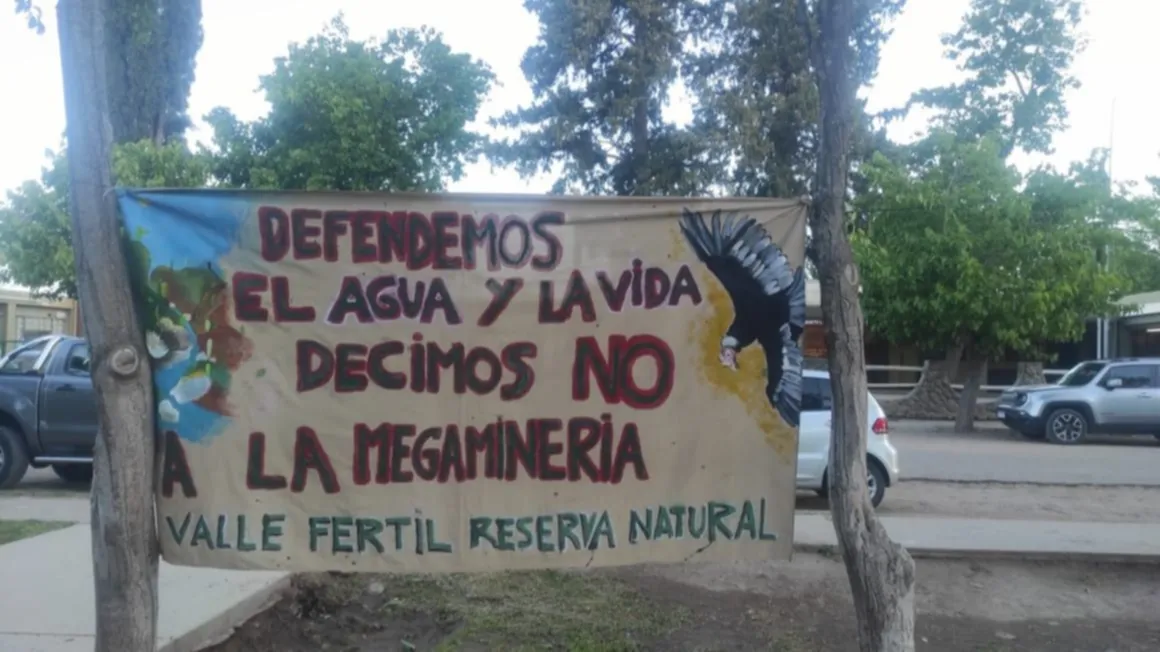 DEFENDEMOS
EL AGUA Y LA VIDA
DECIMOS NO
A LA MEGAMINERIA
VALLE FERTIL RESERVA NATURAL